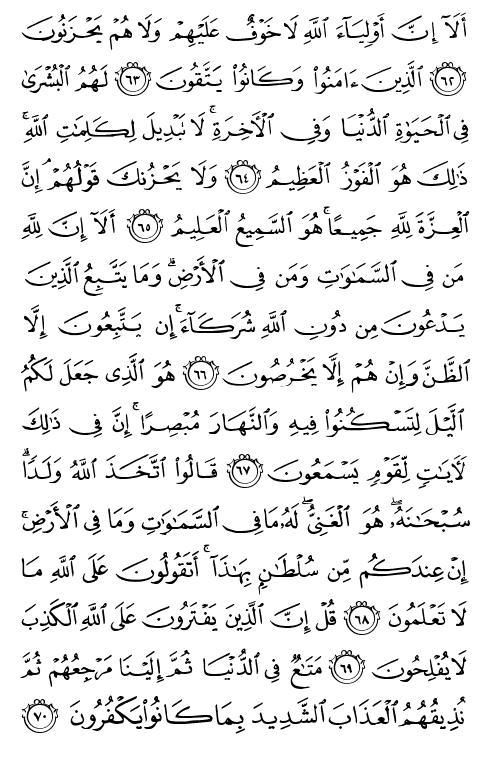 أَلَآ إِنَّ أَوْلِيَآءَ ٱللَّهِ لَا خَوْفٌ عَلَيْهِمْ وَلَا هُمْ يَحْزَنُونَ
﴿٦٢﴾ ٱلَّذِينَ ءَامَنُوا۟ وَكَانُوا۟ يَتَّقُونَ ﴿٦٣﴾ لَهُمُ ٱلْبُشْرَىٰ
فِى ٱلْحَيَوٰةِ ٱلدُّنْيَا وَفِى ٱلْءَاخِرَةِ ۚ لَا تَبْدِيلَ لِكَلِمَٰتِ ٱللَّهِ ۚ
ذَٰلِكَ هُوَ ٱلْفَوْزُ ٱلْعَظِيمُ ﴿٦٤﴾ وَلَا يَحْزُنكَ قَوْلُهُمْ ۘ إِنَّ
ٱلْعِزَّةَ لِلَّهِ جَمِيعًا ۚ هُوَ ٱلسَّمِيعُ ٱلْعَلِيمُ ﴿٦٥﴾ أَلَآ إِنَّ لِلَّهِ
مَن فِى ٱلسَّمَٰوَٰتِ وَمَن فِى ٱلْأَرْضِ ۗ وَمَا يَتَّبِعُ ٱلَّذِينَ
يَدْعُونَ مِن دُونِ ٱللَّهِ شُرَكَآءَ ۚ إِن يَتَّبِعُونَ إِلَّا
ٱلظَّنَّ وَإِنْ هُمْ إِلَّا يَخْرُصُونَ ﴿٦٦﴾ هُوَ ٱلَّذِى جَعَلَ لَكُمُ
ٱلَّيْلَ لِتَسْكُنُوا۟ فِيهِ وَٱلنَّهَارَ مُبْصِرًا ۚ إِنَّ فِى ذَٰلِكَ
لَءَايَٰتٍ لِّقَوْمٍ يَسْمَعُونَ ﴿٦٧﴾ قَالُوا۟ ٱتَّخَذَ ٱللَّهُ وَلَدًا ۗ
سُبْحَٰنَهُۥ ۖ هُوَ ٱلْغَنِىُّ ۖ لَهُۥ مَا فِى ٱلسَّمَٰوَٰتِ وَمَا فِى ٱلْأَرْضِ ۚ
إِنْ عِندَكُم مِّن سُلْطَٰنٍۭ بِهَٰذَآ ۚ أَتَقُولُونَ عَلَى ٱللَّهِ مَا
لَا تَعْلَمُونَ ﴿٦٨﴾ قُلْ إِنَّ ٱلَّذِينَ يَفْتَرُونَ عَلَى ٱللَّهِ ٱلْكَذِبَ
لَا يُفْلِحُونَ ﴿٦٩﴾ مَتَٰعٌ فِى ٱلدُّنْيَا ثُمَّ إِلَيْنَا مَرْجِعُهُمْ ثُمَّ
نُذِيقُهُمُ ٱلْعَذَابَ ٱلشَّدِيدَ بِمَا كَانُوا۟ يَكْفُرُونَ ﴿٧٠﴾